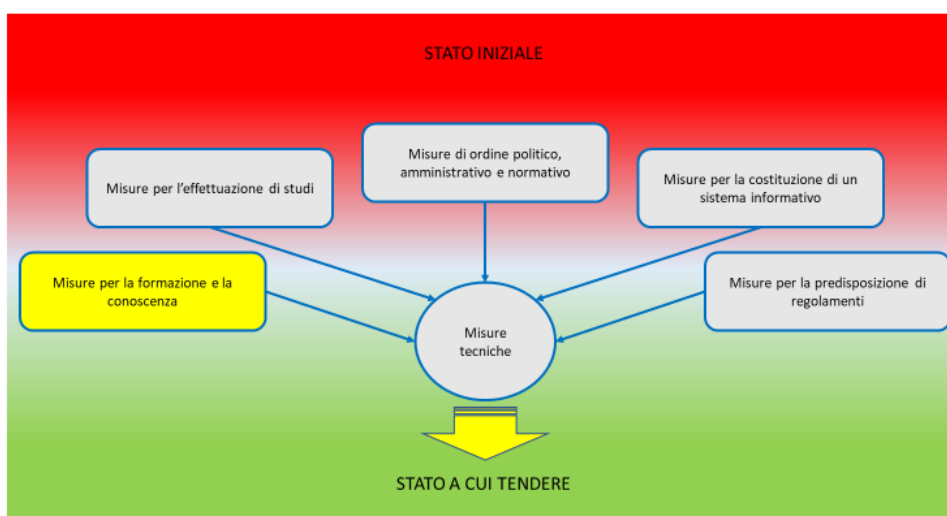 STATO INIZIALE
Misure di ordine politico,
amministrativo e normativo
Misure per l'effettuazione di studi
Misure per la costituzione di un
sistema informativo
Misure per la formazione e la
conoscenza
Misure per la predisposizione di
regolamenti
Misure
tecniche
STATO A CUI TENDERE